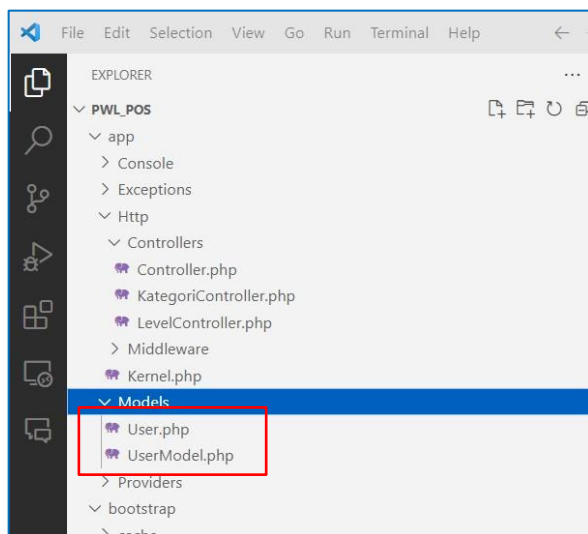 File Edit Selection View Go Run Terminal Help
EXPLORER
PWL_POS
app
Console
Exceptions
Http
Controllers
Controller.php
KategoriController.php
LevelController.php
Middleware
Kernel.php
Models
User.php
UserModel.php
Providers
bootstrap
cache